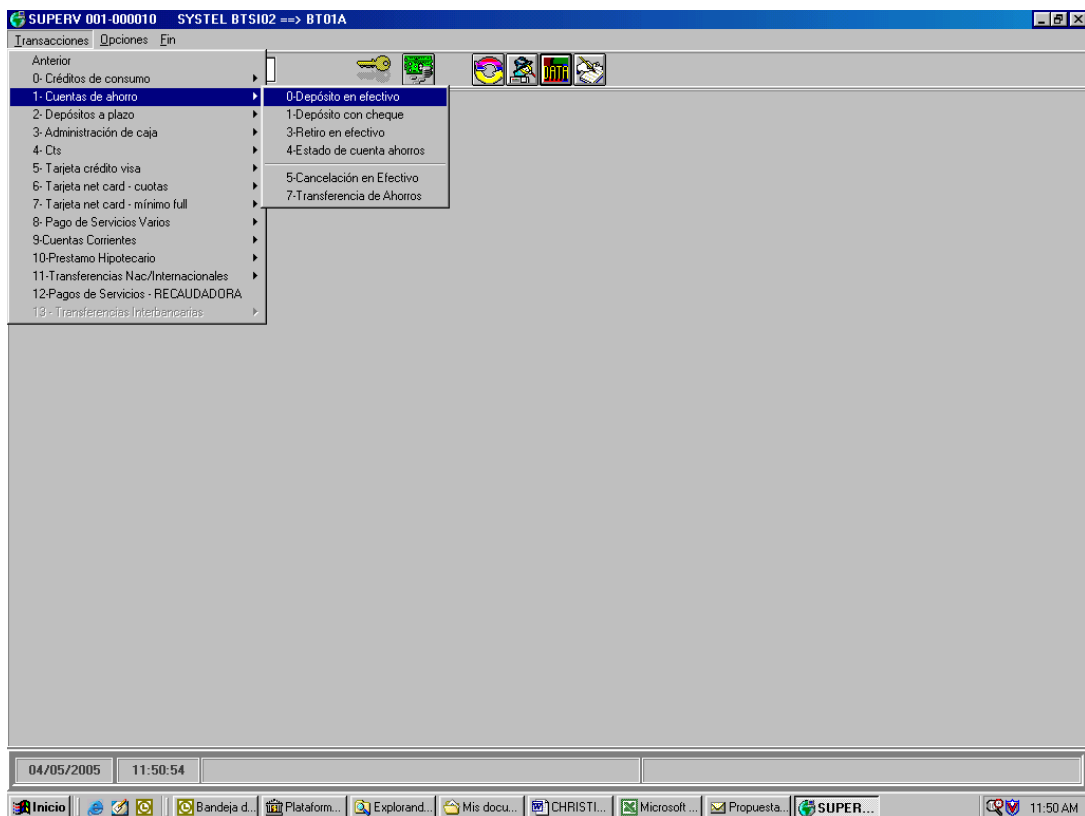 SUPERV 001-000010 SYSTEL BTSI02 ==> BT01A
Transacciones Opciones Fin
Anterior
0- Créditos de consumo
1- Cuentas de ahorro
2- Depósitos a plazo
3- Administración de caja
4- Cts
5- Tarjeta crédito visa
6- Tarjeta net card - cuotas
7- Tarjeta net card - mínimo full
8- Pago de Servicios Varios
9-Cuentas Corrientes
10-Prestamo Hipotecario
11-Transferencias Nac/Internacionales
12-Pagos de Servicios - RECAUDADORA
13 - Transferencias Interbancarias
0-Depósito en efectivo
1-Depósito con cheque
3-Retiro en efectivo
4-Estado de cuenta ahorros
5-Cancelación en Efectivo
7-Transferencia de Ahorros
DATA
04/05/2005 11:50:54
Inicio Bandeja d... Plataform... Explorand... Mis docu... CHRISTI... Microsoft ... Propuesta... SUPER... 11:50 AM